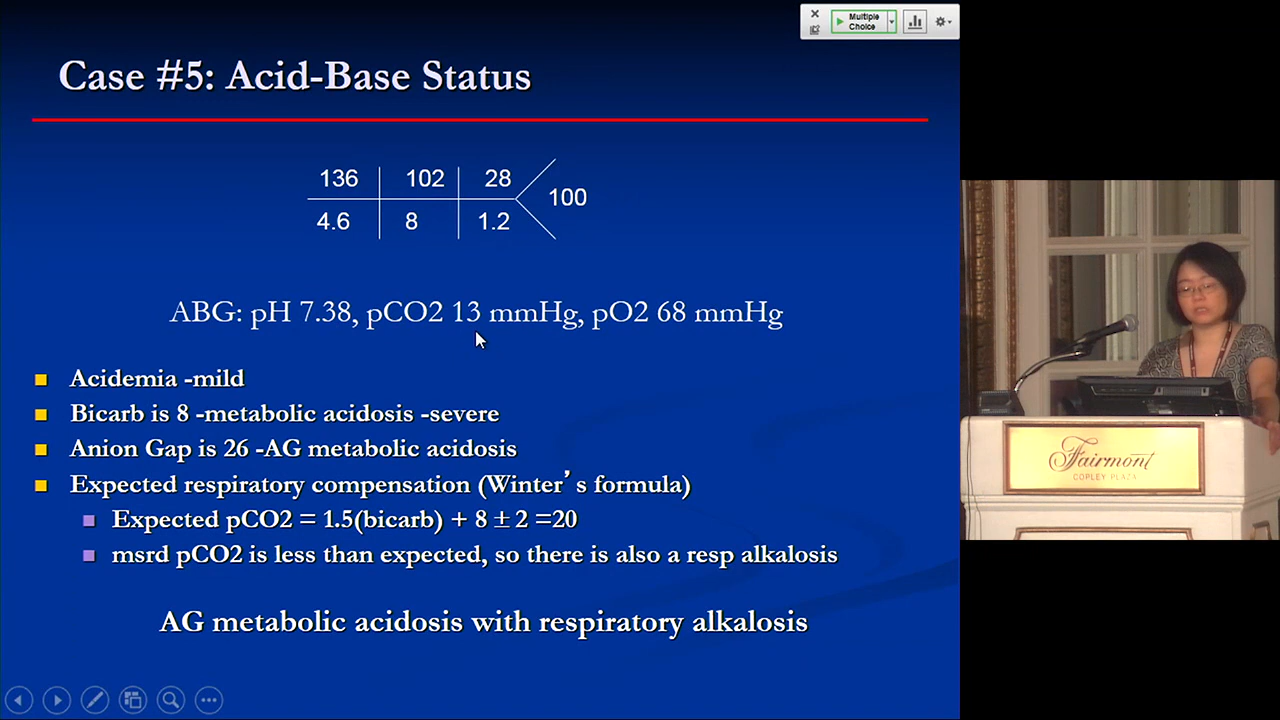 Multiple
Choice
Case #5: Acid-Base Status
136 102 28
100
4.6 8 1.2
ABG: pH 7.38, pCO2 13 mmHg, pO2 68 mmHg
Acidemia -mild
Bicarb is 8 -metabolic acidosis -severe
Anion Gap is 26 -AG metabolic acidosis
Expected respiratory compensation (Winter’s formula)
Expected pCO2 = 1.5(bicarb) + 8 ± 2 =20
msrd pCO2 is less than expected, so there is also a resp alkalosis
AG metabolic acidosis with respiratory alkalosis
Fairmont
COPLEY PLAZA